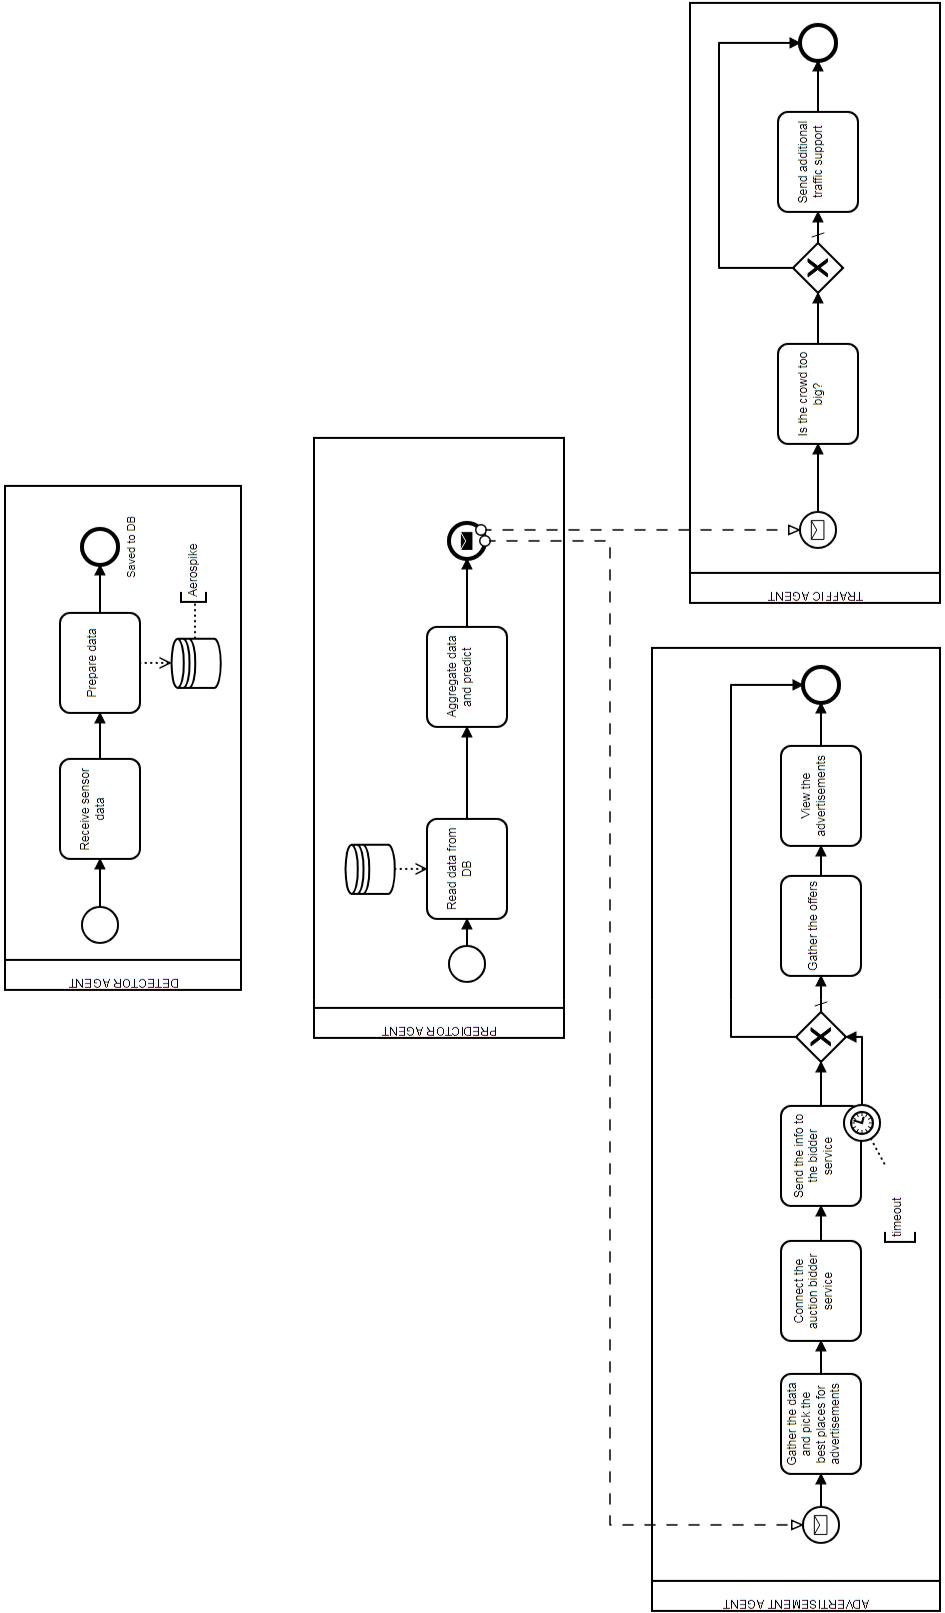 DETECTOR AGENT
Receive sensor
data
Prepare data
Saved to DB
Aerospike
PREDICTOR AGENT
Read data from
DB
Aggregate data
and predict
TRAFFIC AGENT
Is the crowd too
big?
Send additional
traffic support
ADVERTISEMENT AGENT
Gather the data
and pick the
best places for
advertisements
Connect the
auction bidder
service
Send the info to
the bidder
service
timeout
Gather the offers
View the
advertisements